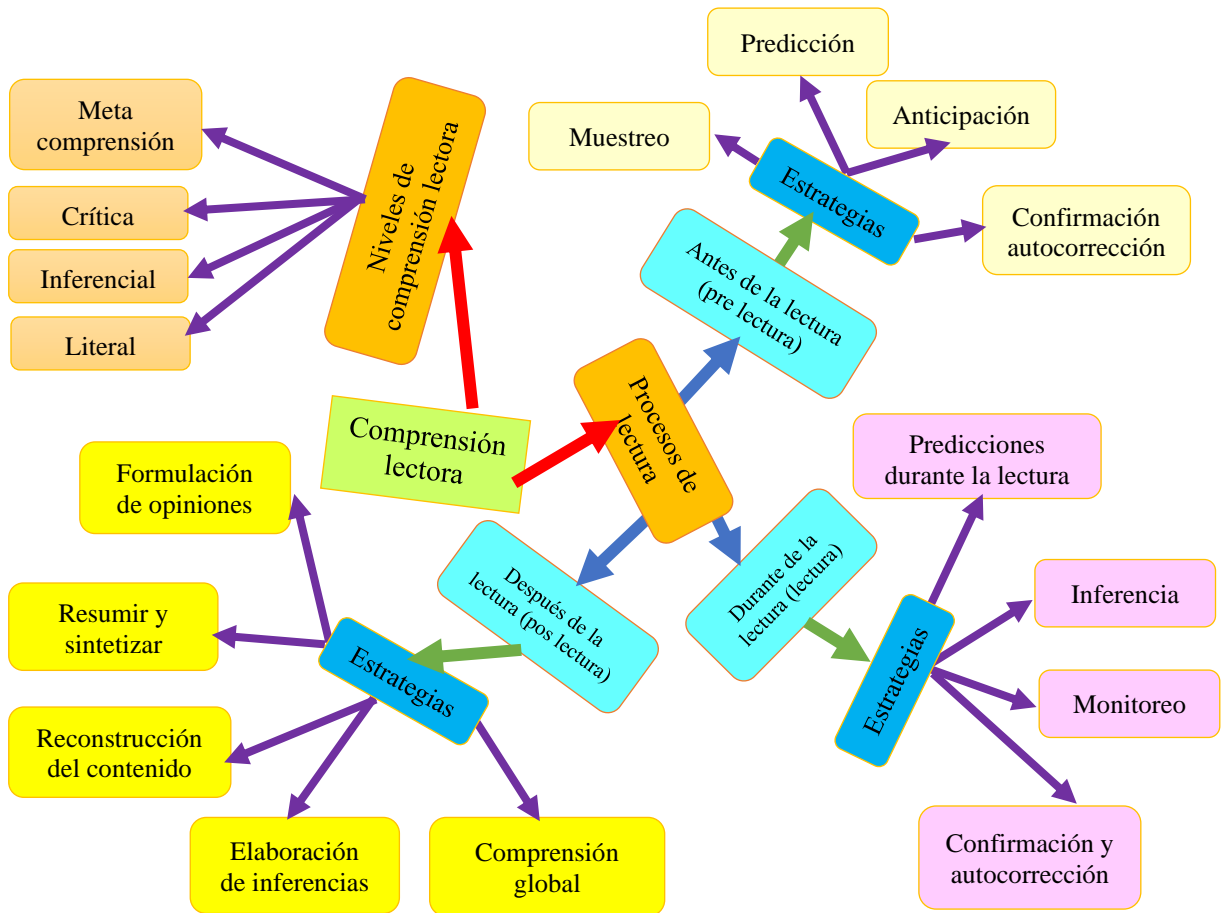 Predicción
Anticipación
Muestreo
Estrategias
Confirmación
autocorrección
Antes de la lectura
(pre lectura)
Meta
comprensión
Crítica
Inferencial
Literal
Niveles de
comprensión lectora
Comprensión
lectora
Procesos de
lectura
Predicciones
durante la lectura
Durante de la
lectura (lectura)
Estrategias
Inferencia
Monitoreo
Confirmación y
autocorrección
Después de la
lectura (pos lectura)
Estrategias
Formulación
de opiniones
Resumir y
sintetizar
Reconstrucción
del contenido
Elaboración
de inferencias
Comprensión
global